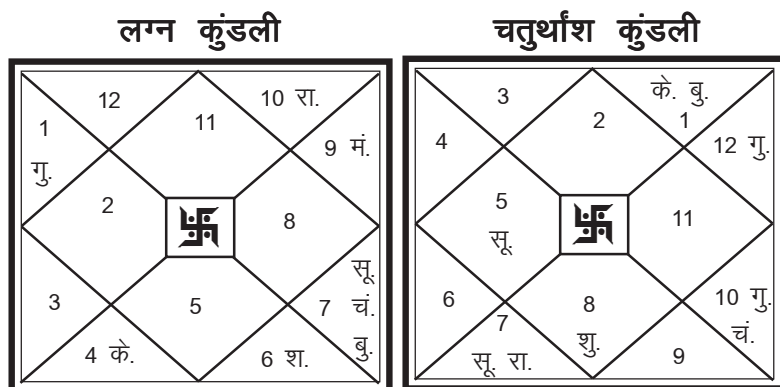 लग्न कुंडली
12
11
10 रा.
1
गु.
9 मं.
2
8
3
5
सू.
7 चं.
बु.
4 के.
6 श.
चतुर्थांश कुंडली
3
2
के. बु.
1
4
12 गु.
5
सू.
11
6
8
शु.
10 गु.
चं.
7
सू. रा.
9